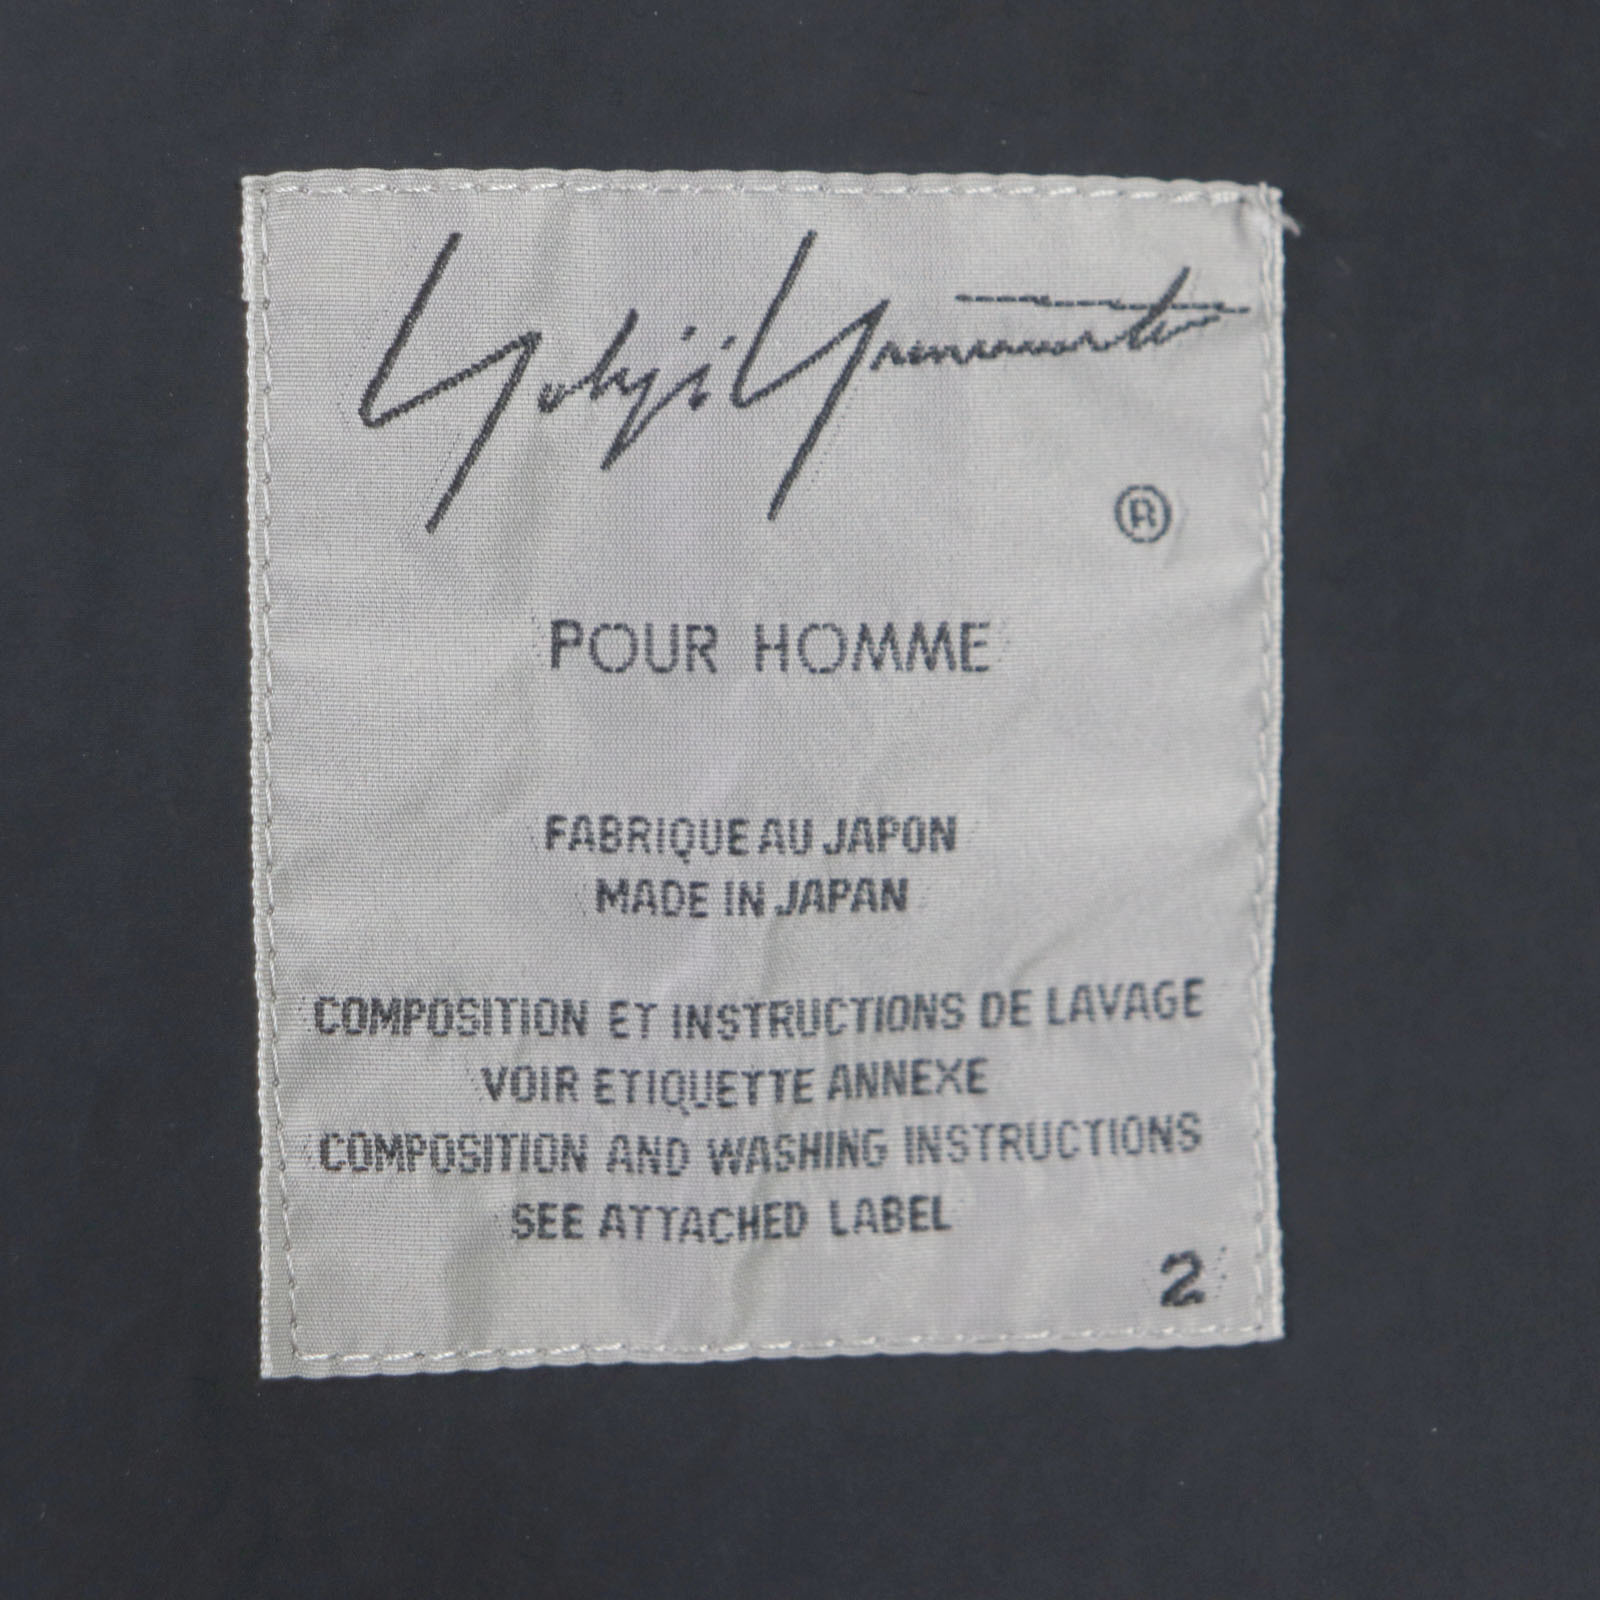 Yohji Yamamoto
®
POUR HOMME
FABRIQUE AU JAPON
MADE IN JAPAN
COMPOSITION ET INSTRUCTIONS DE LAVAGE
VOIR ETIQUETTE ANNEXE
COMPOSITION AND WASHING INSTRUCTIONS
SEE ATTACHED LABEL
2